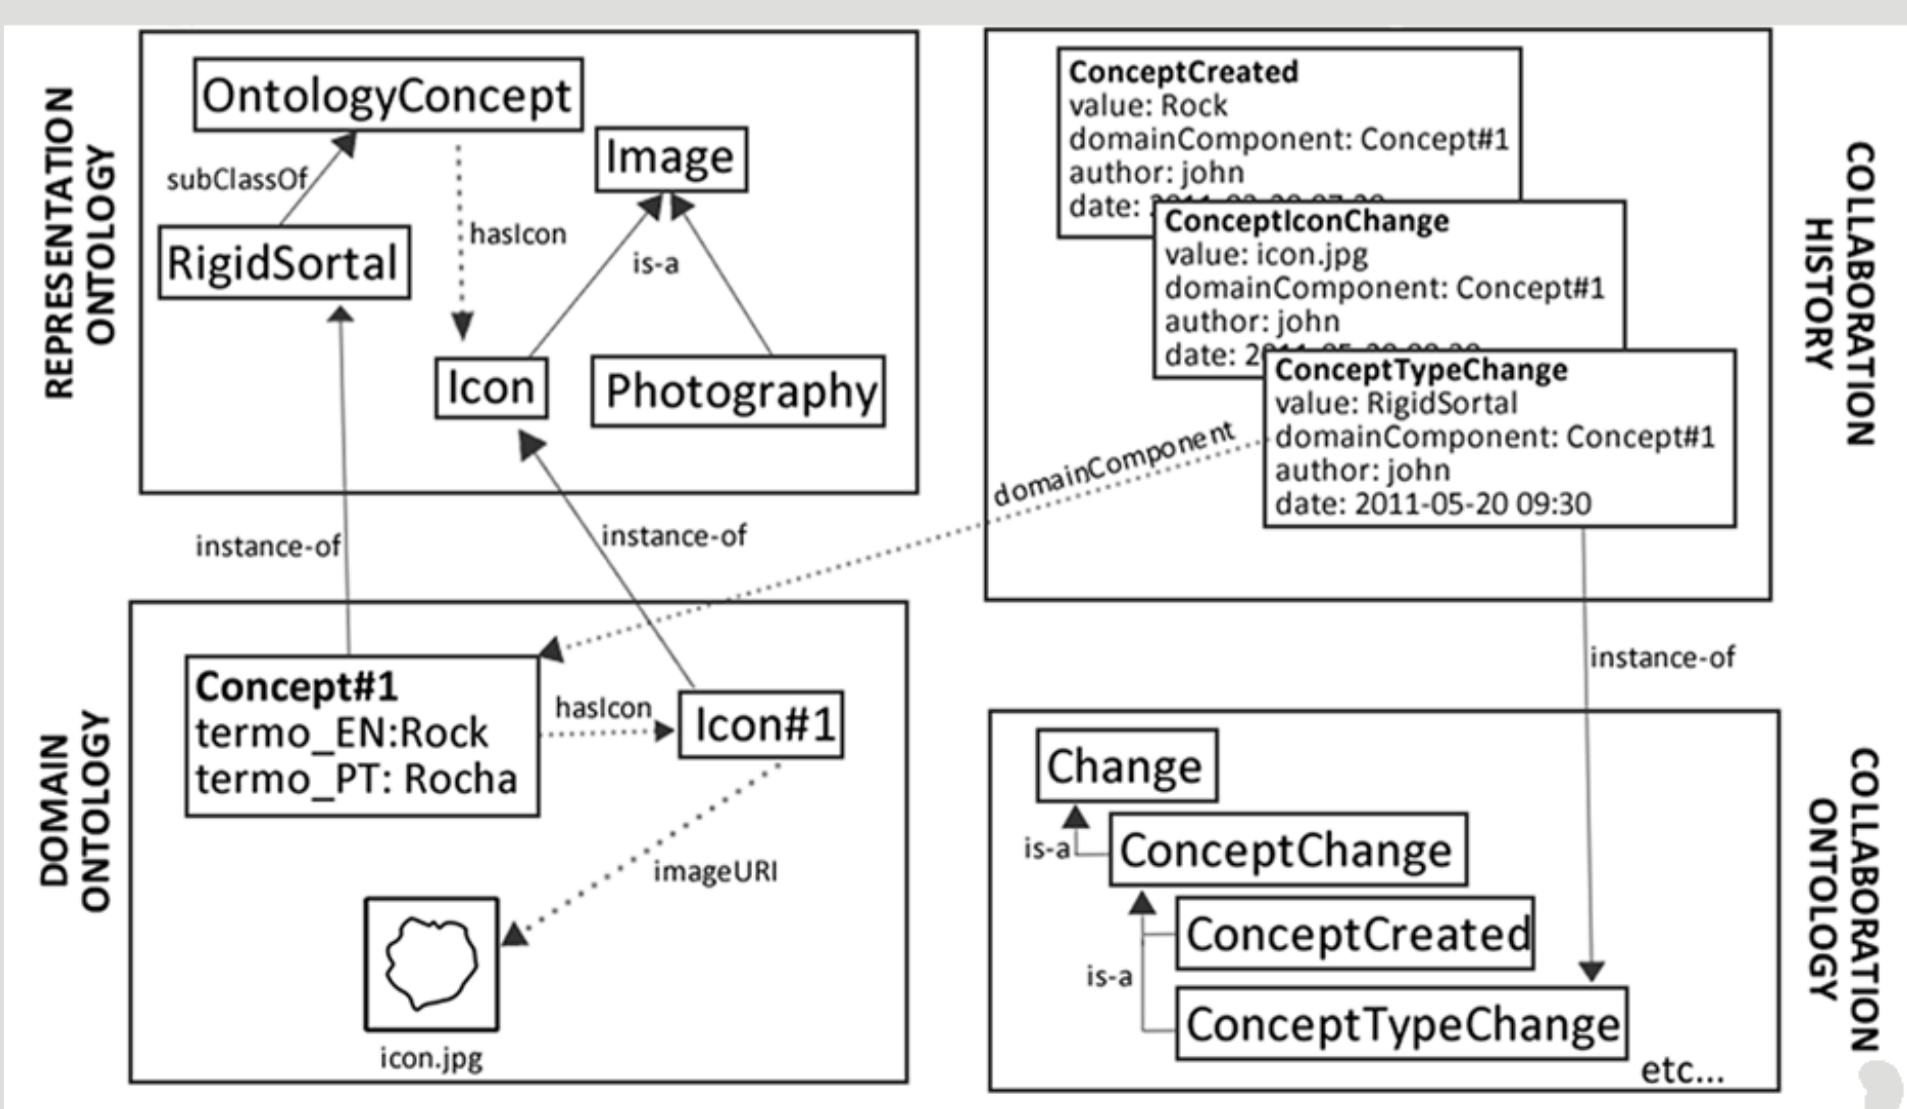 REPRESENTATION
ONTOLOGY
OntologyConcept
Image
subClassOf
hasIcon
RigidSortal
is-a
Icon
Photography
instance-of
instance-of
DOMAIN
ONTOLOGY
Concept#1
termo_EN:Rock
termo_PT: Rocha
hasIcon
Icon#1
imageURI
icon.jpg
COLLABORATION
HISTORY
ConceptCreated
value: Rock
domainComponent: Concept#1
author: john
date:
ConceptIconChange
value: icon.jpg
domainComponent: Concept#1
author: john
date:
ConceptTypeChange
value: RigidSortal
domainComponent: Concept#1
author: john
date: 2011-05-20 09:30
domainComponent
instance-of
COLLABORATION
ONTOLOGY
Change
is-a
ConceptChange
ConceptCreated
is-a
ConceptTypeChange
etc...